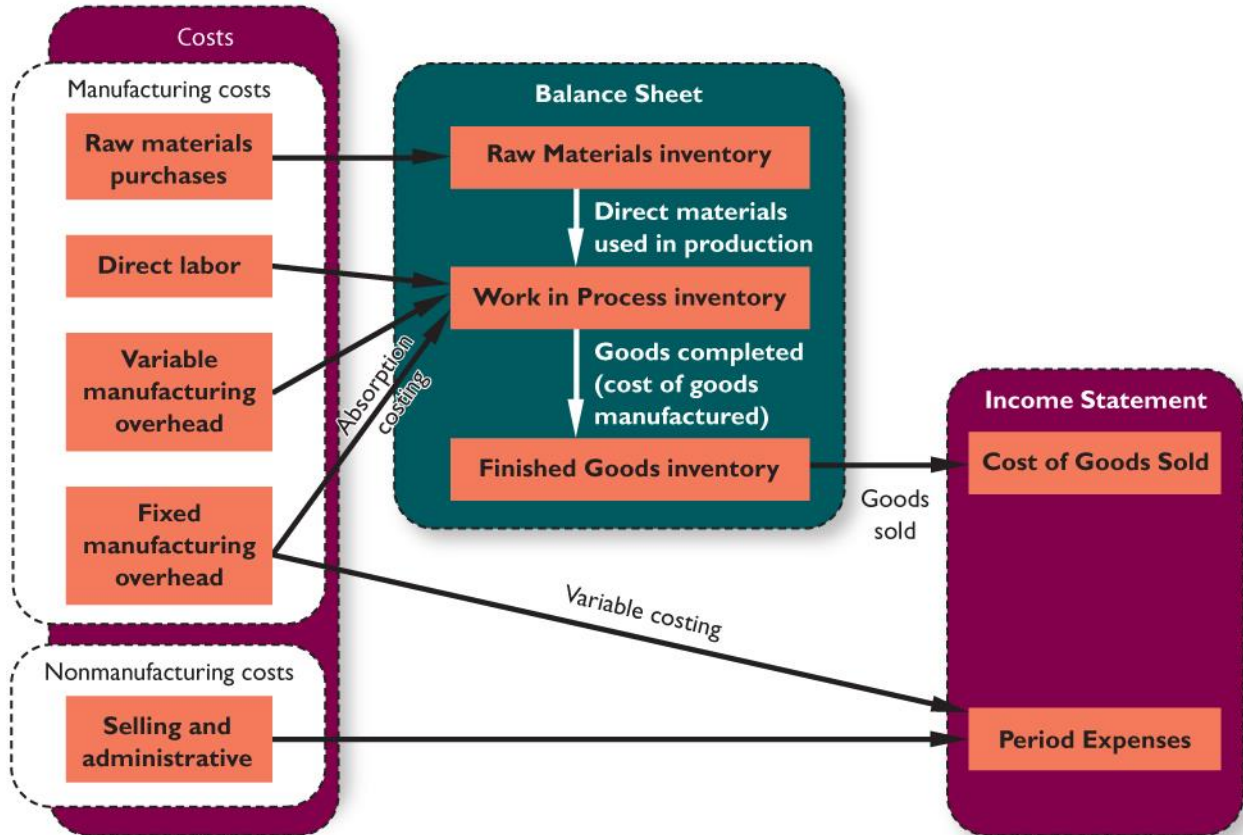 Costs
Manufacturing costs
Raw materials
purchases
Direct labor
Variable
manufacturing
overhead
Fixed
manufacturing
overhead
Nonmanufacturing costs
Selling and
administrative
Absorption
costing
Variable costing
Balance Sheet
Raw Materials inventory
Direct materials
used in production
Work in Process inventory
Goods completed
(cost of goods
manufactured)
Finished Goods inventory
Goods
sold
Income Statement
Cost of Goods Sold
Period Expenses